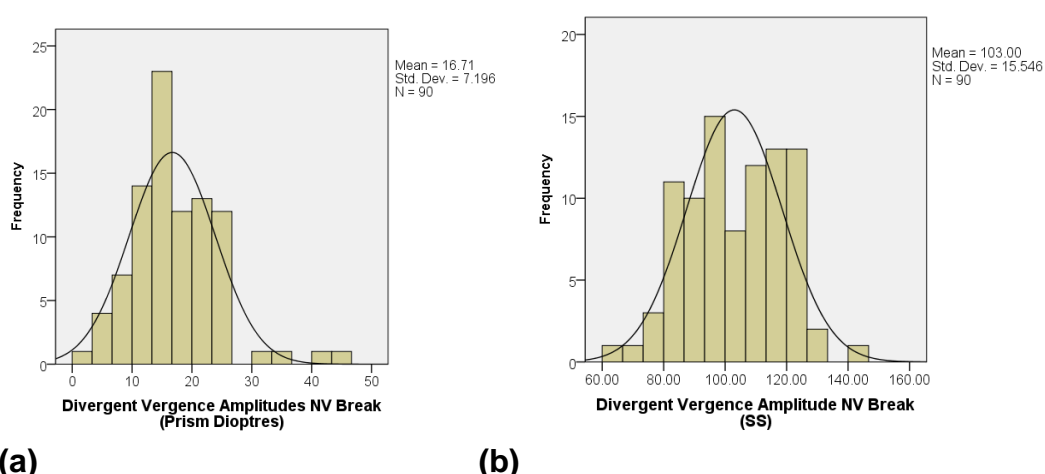 25
20
15
10
5
0
Frequency
0 10 20 30 40 50
Divergent Vergence Amplitudes NV Break
(Prism Dioptres)
Mean = 16.71
Std. Dev. = 7.196
N = 90
(a)
20
15
10
5
0
Frequency
60.00 80.00 100.00 120.00 140.00 160.00
Divergent Vergence Amplitude NV Break
(SS)
Mean = 103.00
Std. Dev. = 15.546
N = 90
(b)